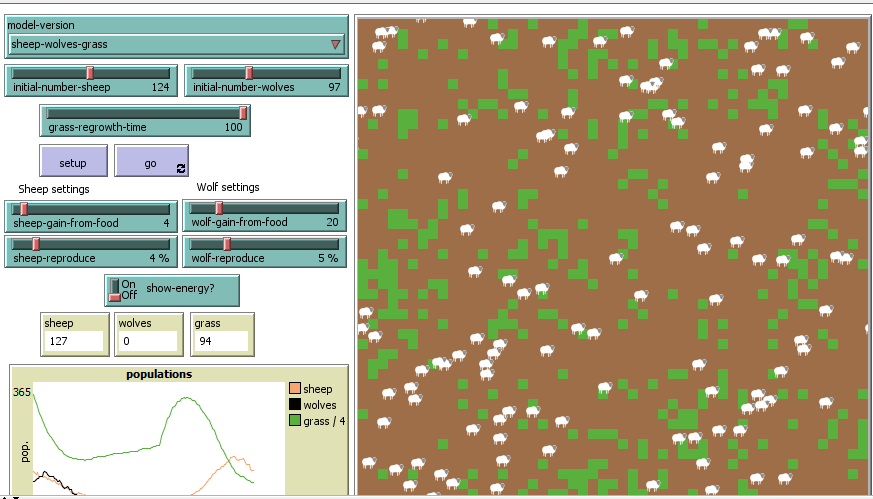 model-version
sheep-wolves-grass
initial-number-sheep 124
initial-number-wolves 97
grass-regrowth-time 100
setup
go
Sheep settings
Wolf settings
sheep-gain-from-food 4
wolf-gain-from-food 20
sheep-reproduce 4 %
wolf-reproduce 5 %
On
Off
show-energy?
sheep
127
wolves
0
grass
94
populations
365
pop.
sheep
wolves
grass / 4